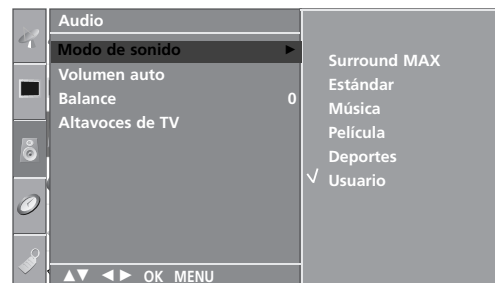 Audio
Modo de sonido ►
Volumen auto
Balance 0
Altavoces de TV
Surround MAX
Estándar
Música
Película
Deportes
√ Usuario
▲▼ ◄► OK MENU